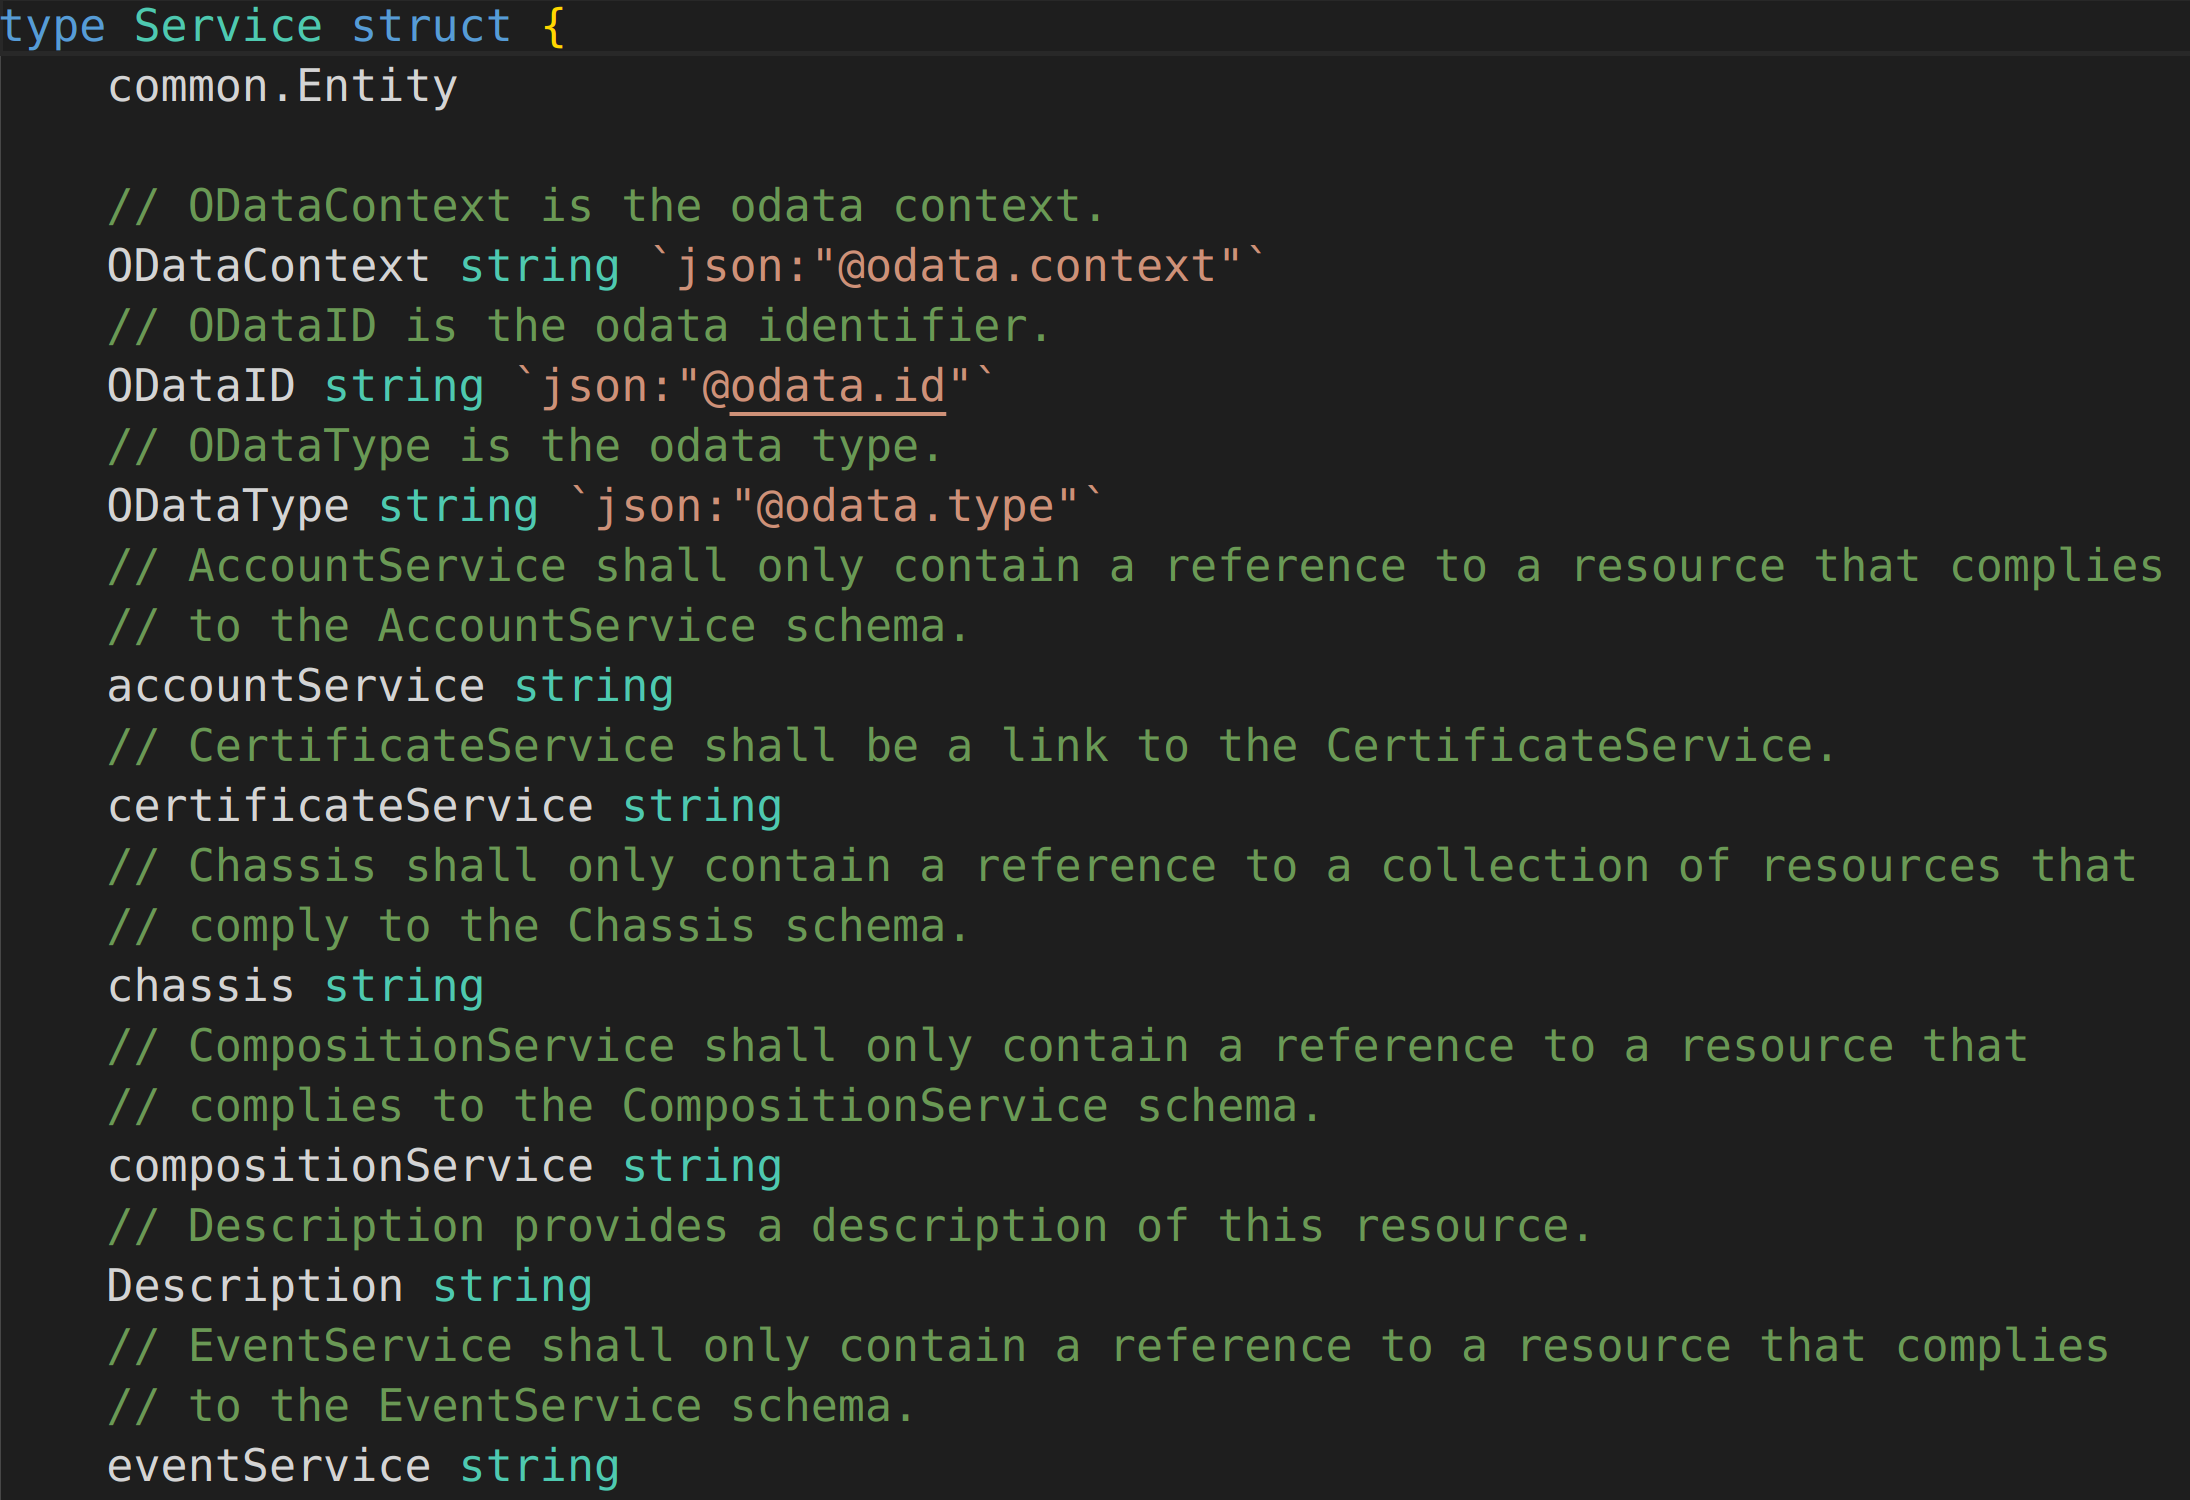 type Service struct {
common.Entity
// ODataContext is the odata context.
ODataContext string `json:"@odata.context"`
// ODataID is the odata identifier.
ODataID string `json:"@odata.id"`
// ODataType is the odata type.
ODataType string `json:"@odata.type"`
// AccountService shall only contain a reference to a resource that complies
// to the AccountService schema.
accountService string
// CertificateService shall be a link to the CertificateService.
certificateService string
// Chassis shall only contain a reference to a collection of resources that
// comply to the Chassis schema.
chassis string
// CompositionService shall only contain a reference to a resource that
// complies to the CompositionService schema.
compositionService string
// Description provides a description of this resource.
Description string
// EventService shall only contain a reference to a resource that complies
// to the EventService schema.
eventService string